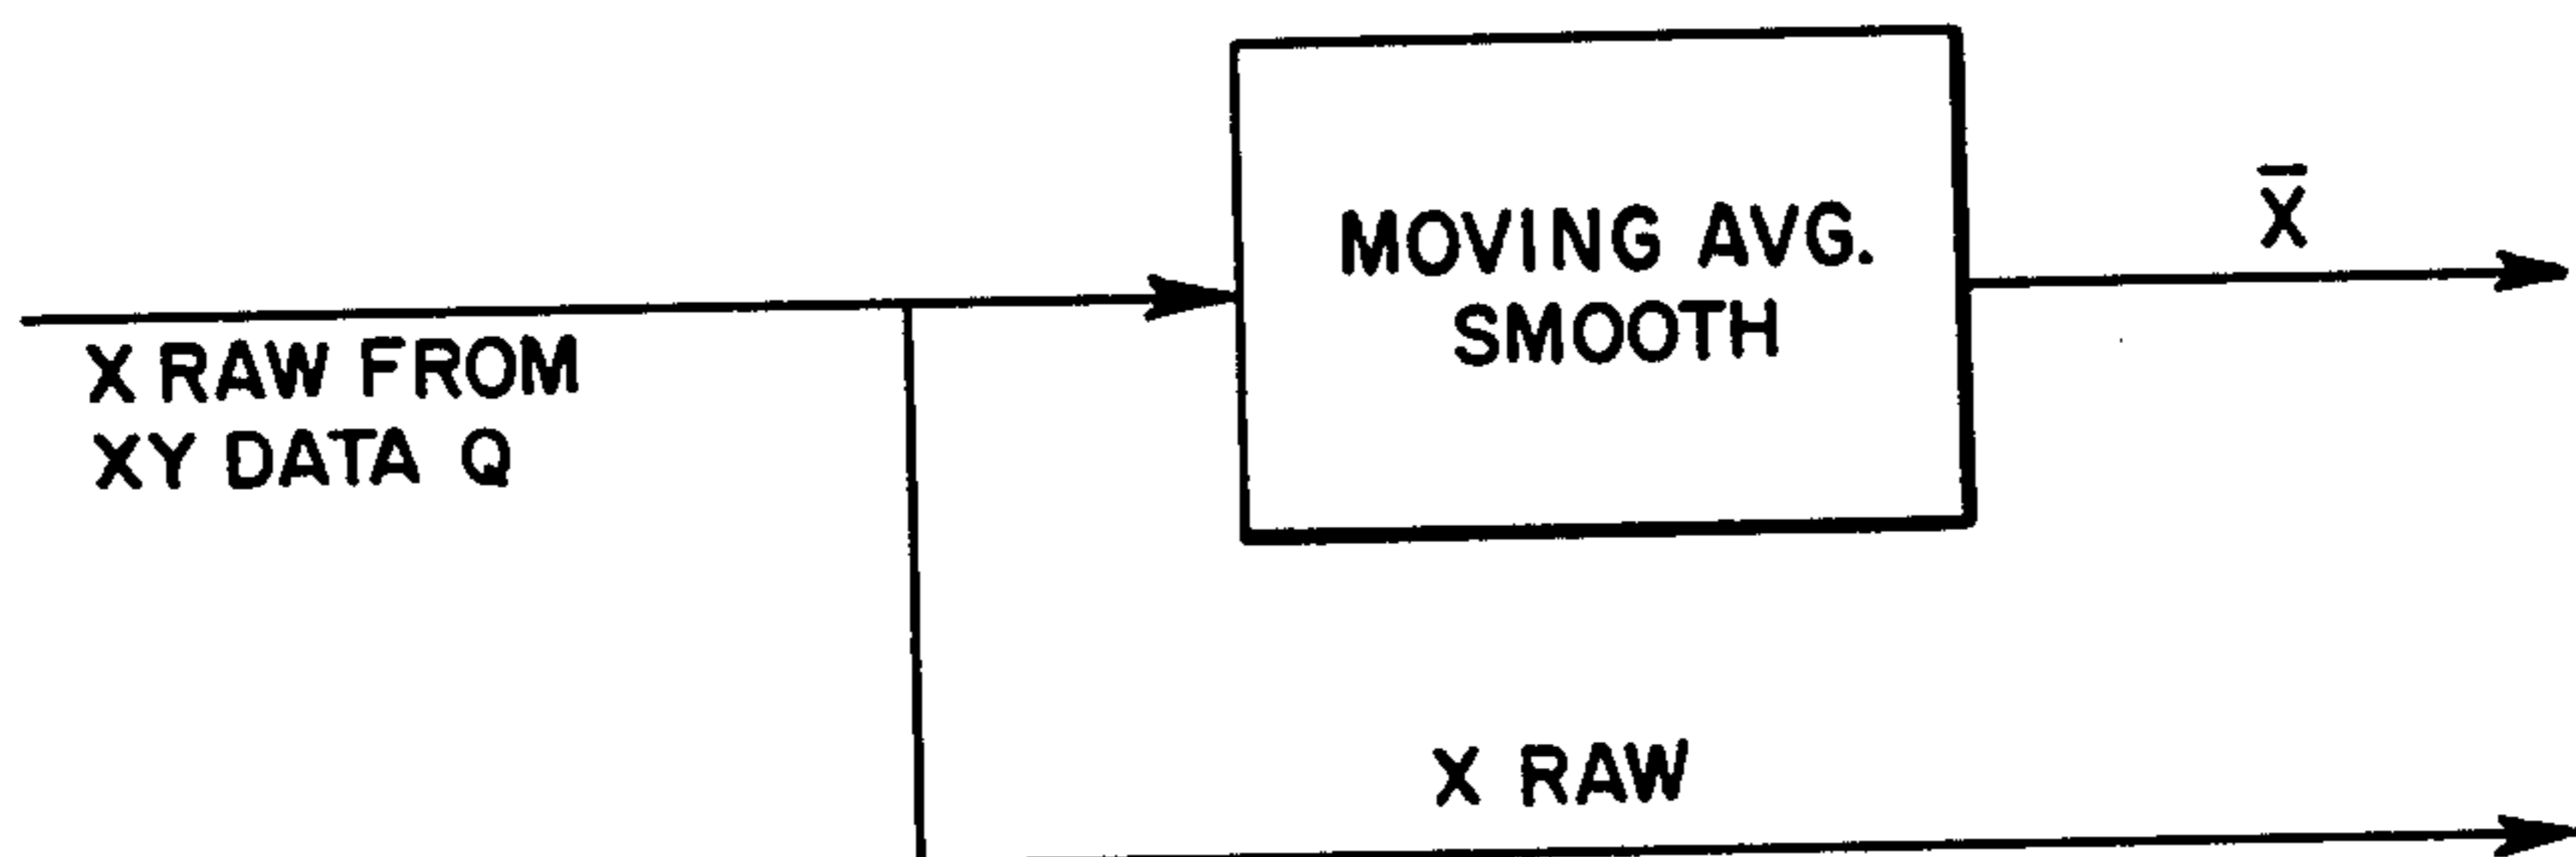 MOVING AVG.
SMOOTH
X̄
X RAW FROM
XY DATA Q
X RAW